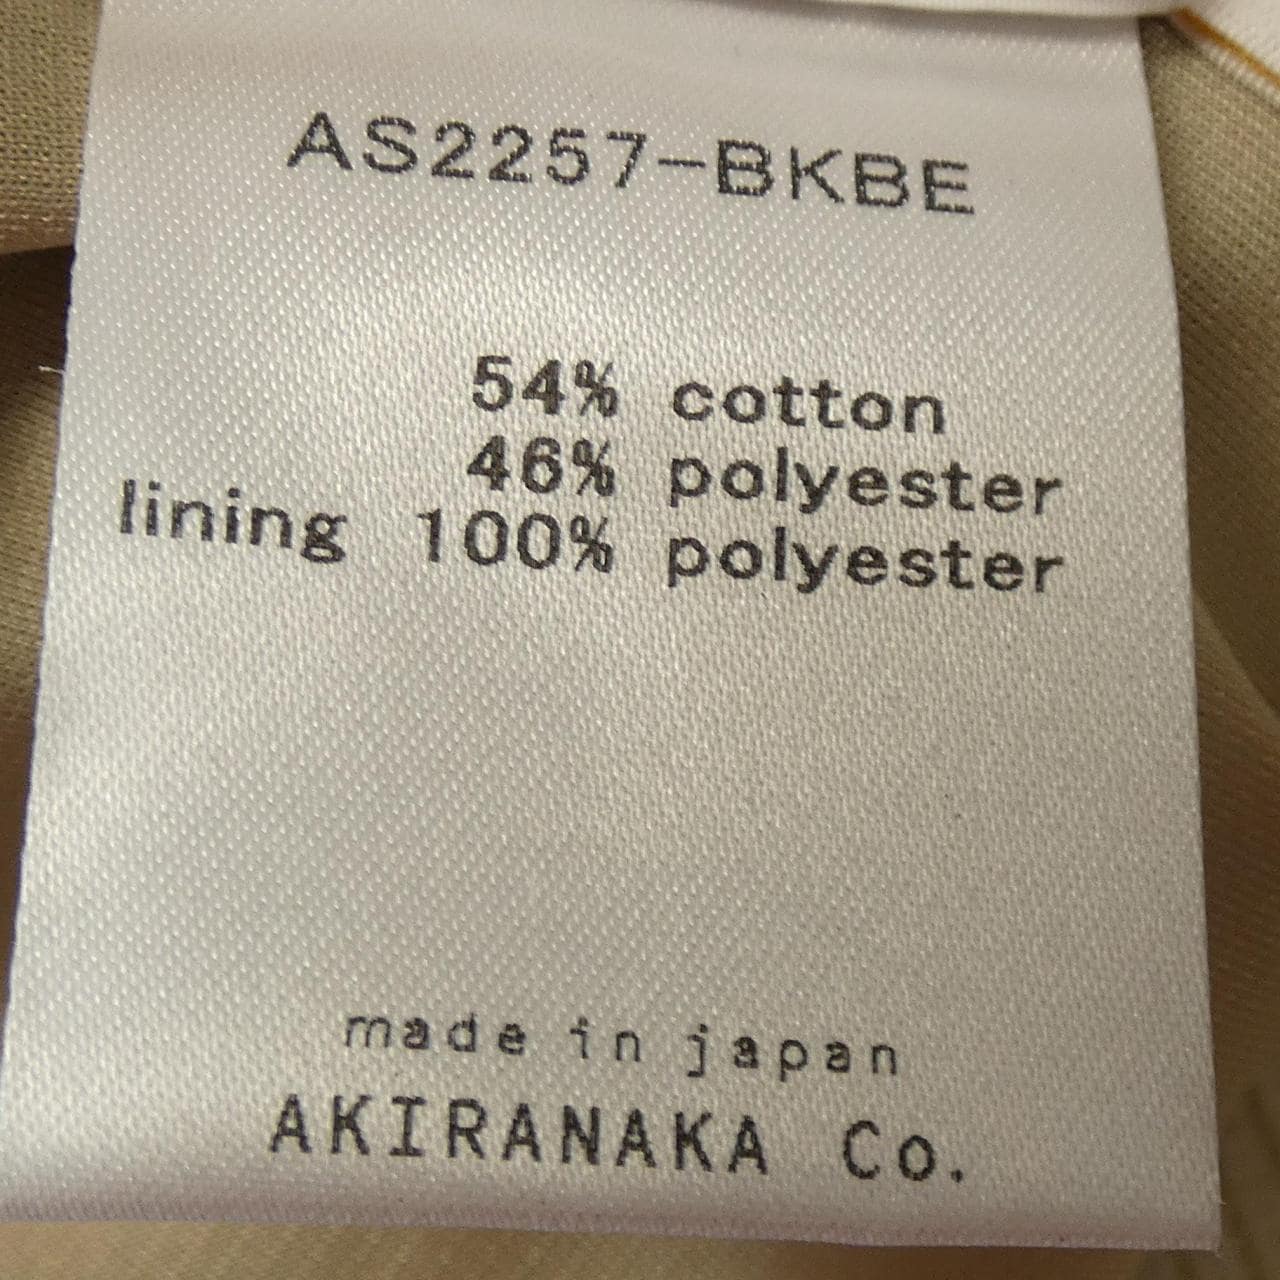 AS2257-BKBE
54% cotton
46% polyester
lining 100% polyester
made in japan
AKIRANAKA Co.